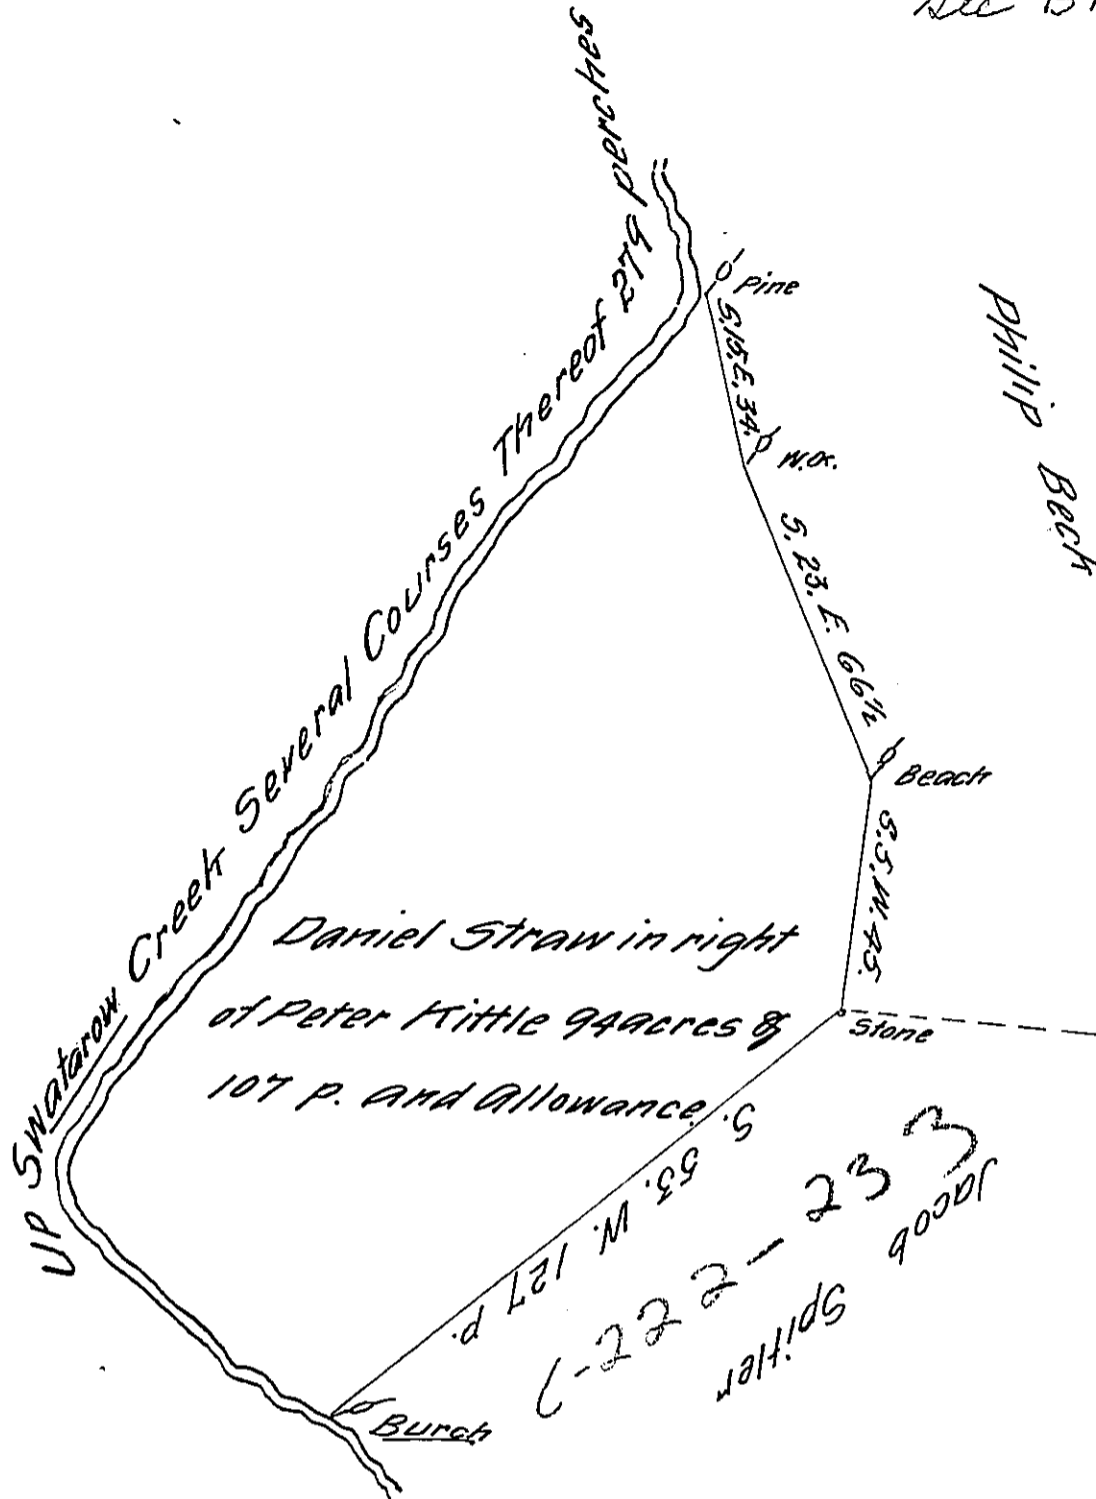 See
UP Swatarow Creek Several Courses Thereof 279 perches
Pine
S.15.E. 34.
W.O.
S. 23. E. 66½
Philip Beck
Beach
S.5.W. 45.
Stone
Daniel Straw in right
of Peter Kittle 94 acres &
107 P. and Allowance
S. 53. W. 127 P.
Jacob
Spitler
C-222-233
Burch